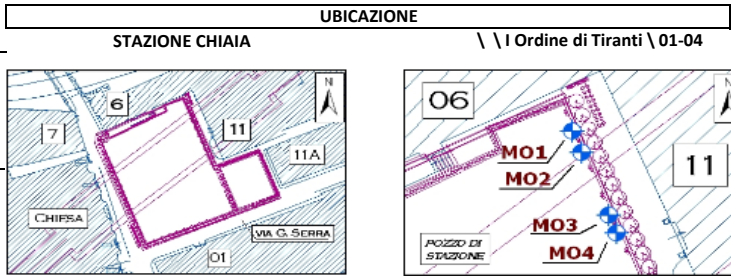 UBICAZIONE
STAZIONE CHIAIA
\ \ I Ordine di Tiranti \ 01-04
N
6
7
11
11A
CHIESA
VIA G. SERRA
01
N
06
11
MO1
MO2
MO3
MO4
POZZO DI
STAZIONE